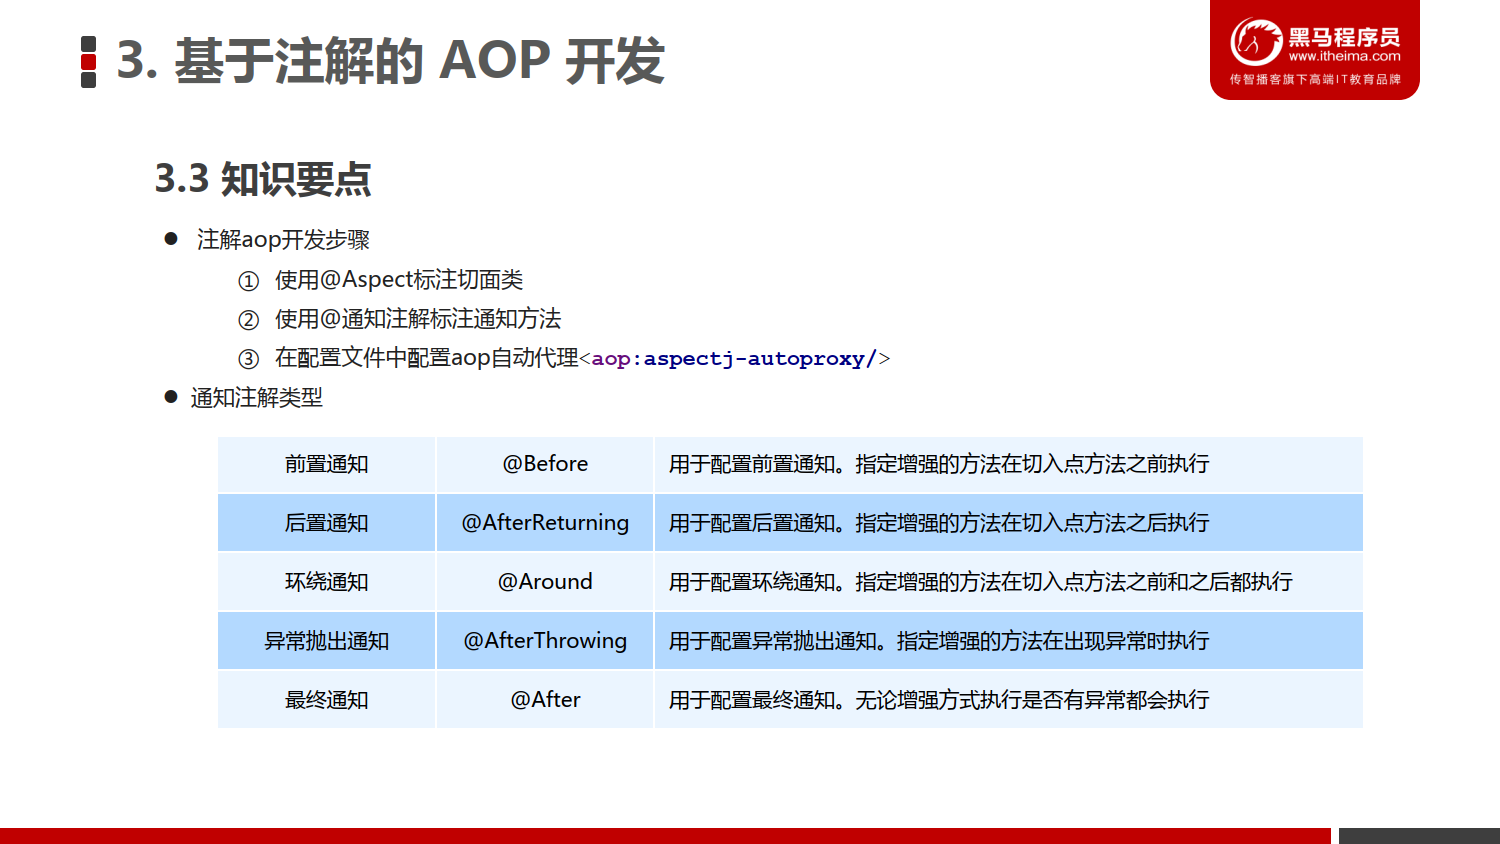 3. 基于注解的 AOP 开发
黑马程序员
www.itheima.com
传智播客旗下高端IT教育品牌
3.3 知识要点
● 注解aop开发步骤
① 使用@Aspect标注切面类
② 使用@通知注解标注通知方法
③ 在配置文件中配置aop自动代理<aop:aspectj-autoproxy/>
● 通知注解类型
前置通知 @Before 用于配置前置通知。指定增强的方法在切入点方法之前执行
后置通知 @AfterReturning 用于配置后置通知。指定增强的方法在切入点方法之后执行
环绕通知 @Around 用于配置环绕通知。指定增强的方法在切入点方法之前和之后都执行
异常抛出通知 @AfterThrowing 用于配置异常抛出通知。指定增强的方法在出现异常时执行
最终通知 @After 用于配置最终通知。无论增强方式执行是否有异常都会执行